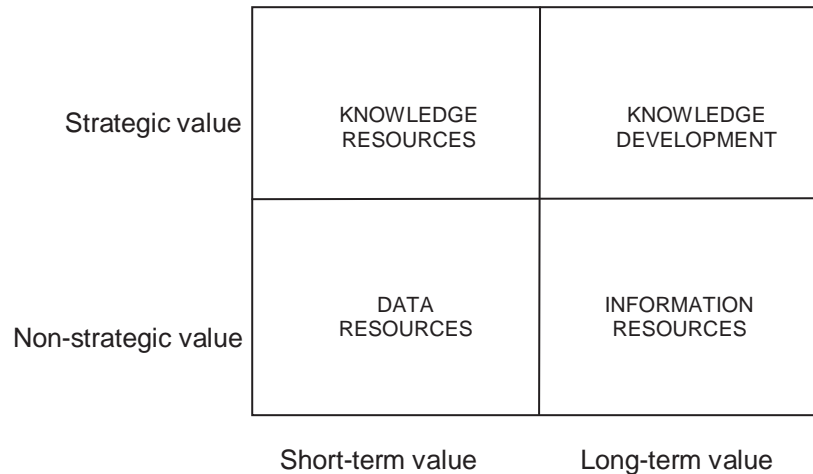 Strategic value
KNOWLEDGE
RESOURCES
KNOWLEDGE
DEVELOPMENT
Non-strategic value
DATA
RESOURCES
INFORMATION
RESOURCES
Short-term value
Long-term value